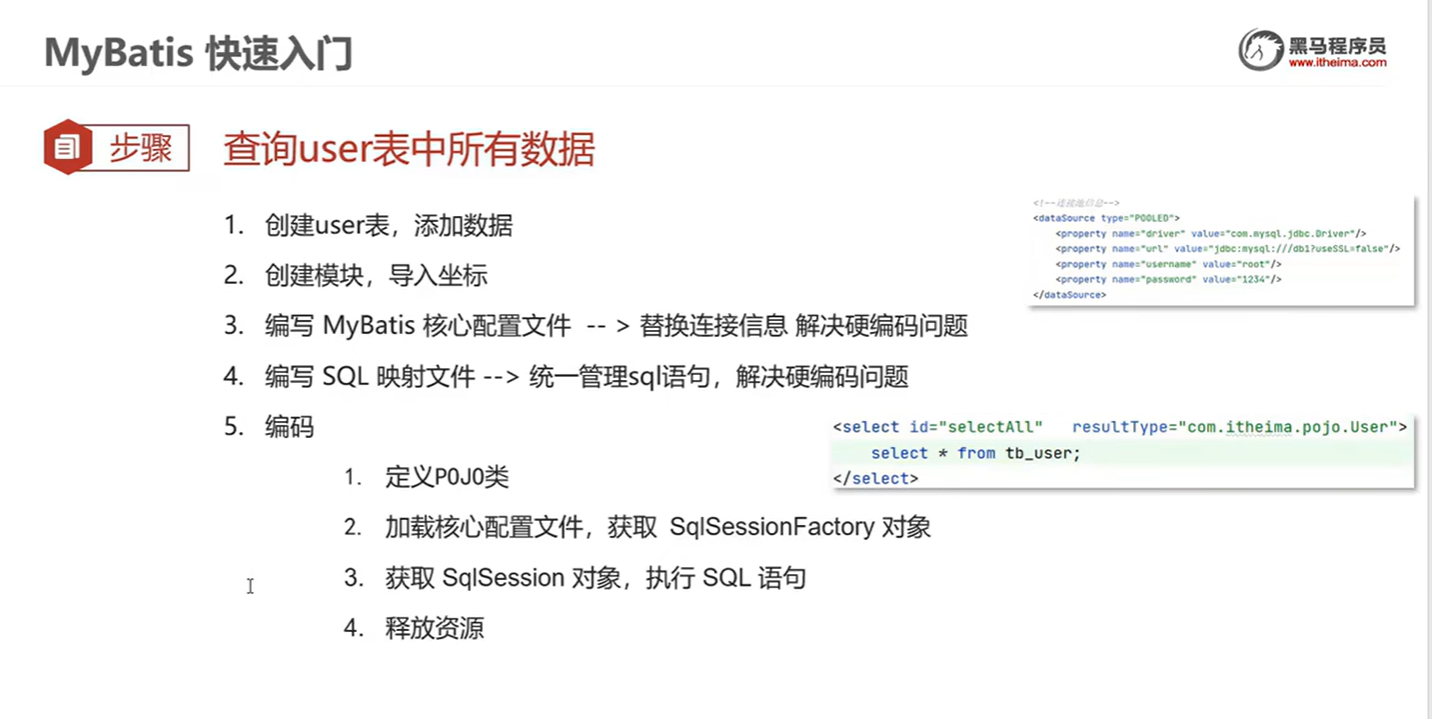 MyBatis 快速入门
黑马程序员
www.itheima.com
步骤
查询user表中所有数据
1. 创建user表，添加数据
2. 创建模块，导入坐标
3. 编写 MyBatis 核心配置文件 -- > 替换连接信息 解决硬编码问题
4. 编写 SQL 映射文件 --> 统一管理sql语句，解决硬编码问题
5. 编码
1. 定义POJO类
2. 加载核心配置文件，获取 SqlSessionFactory 对象
3. 获取 SqlSession 对象，执行 SQL 语句
4. 释放资源
<!--连接池信息-->
<dataSource type="POOLED">
<property name="driver" value="com.mysql.jdbc.Driver"/>
<property name="url" value="jdbc:mysql:///db1?useSSL=false"/>
<property name="username" value="root"/>
<property name="password" value="1234"/>
</dataSource>
<select id="selectAll" resultType="com.itheima.pojo.User">
select * from tb_user;
</select>